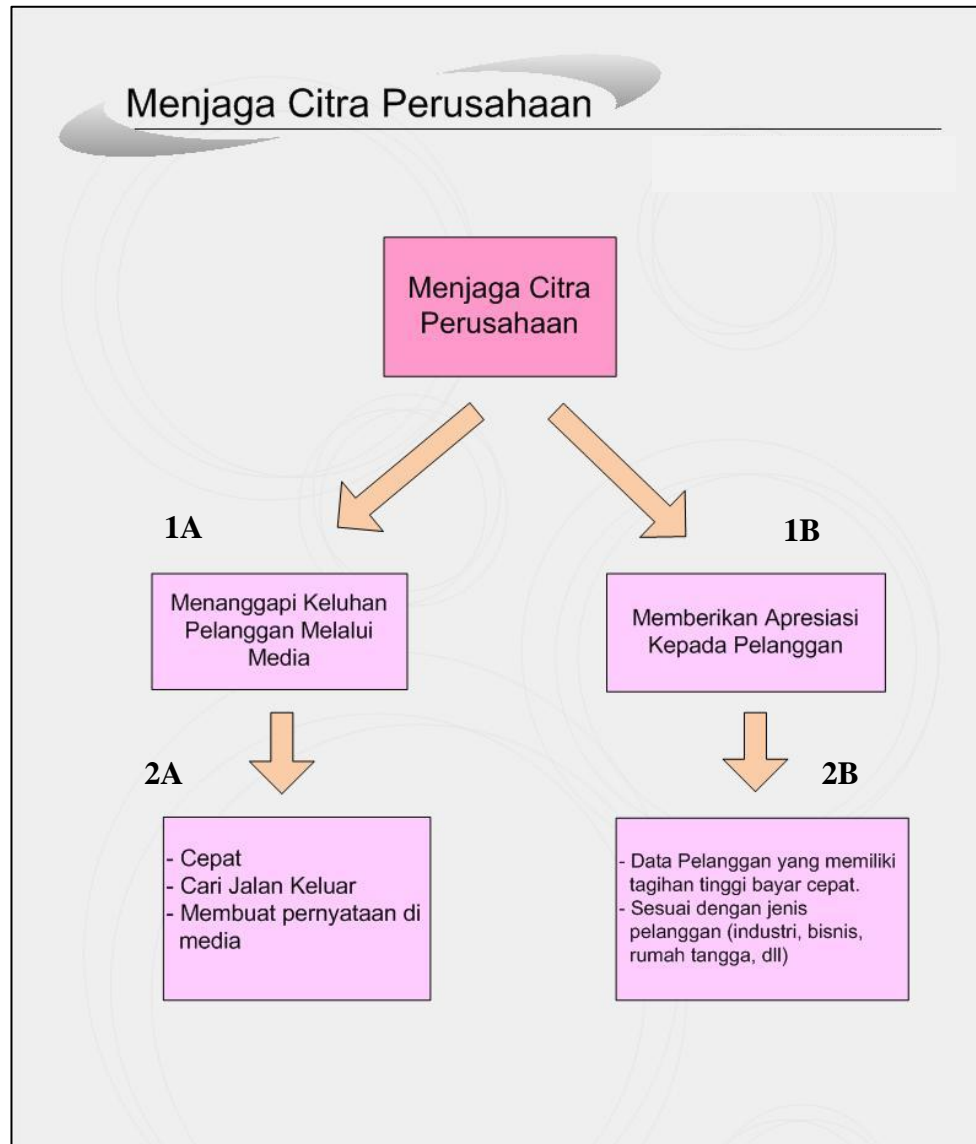 Menjaga Citra Perusahaan
Menjaga Citra
Perusahaan
1A
1B
Menanggapi Keluhan
Pelanggan Melalui
Media
Memberikan Apresiasi
Kepada Pelanggan
2A
2B
- Cepat
- Cari Jalan Keluar
- Membuat pernyataan di
media
- Data Pelanggan yang memiliki
tagihan tinggi bayar cepat.
- Sesuai dengan jenis
pelanggan (industri, bisnis,
rumah tangga, dll)